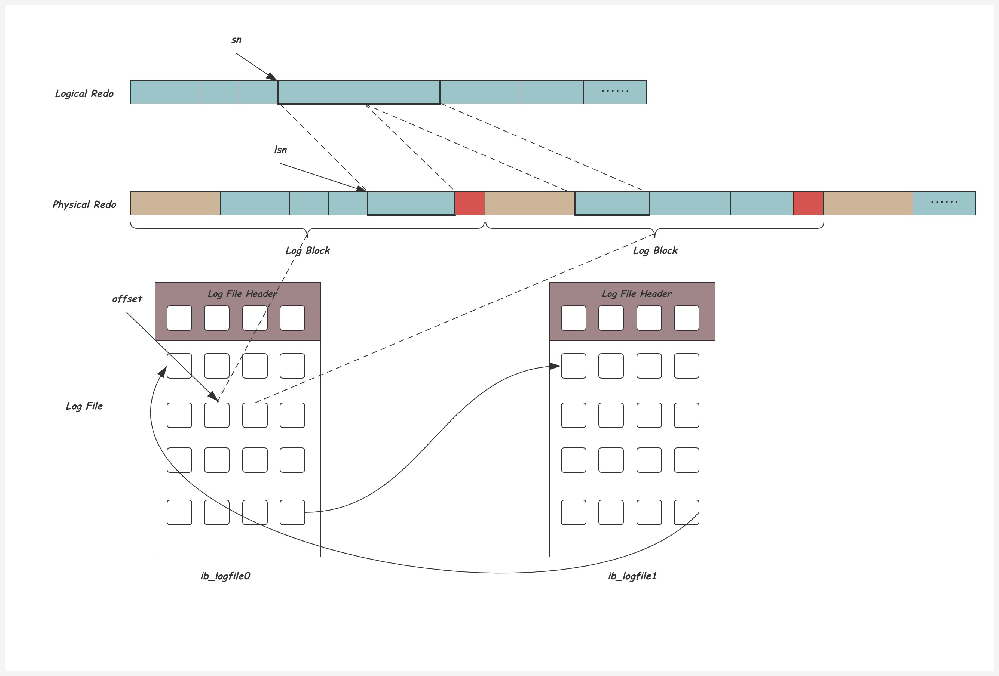 sn
Logical Redo
······
lsn
Physical Redo
······
Log Block
Log Block
Log File Header
Log File Header
offset
Log File
ib_logfile0
ib_logfile1